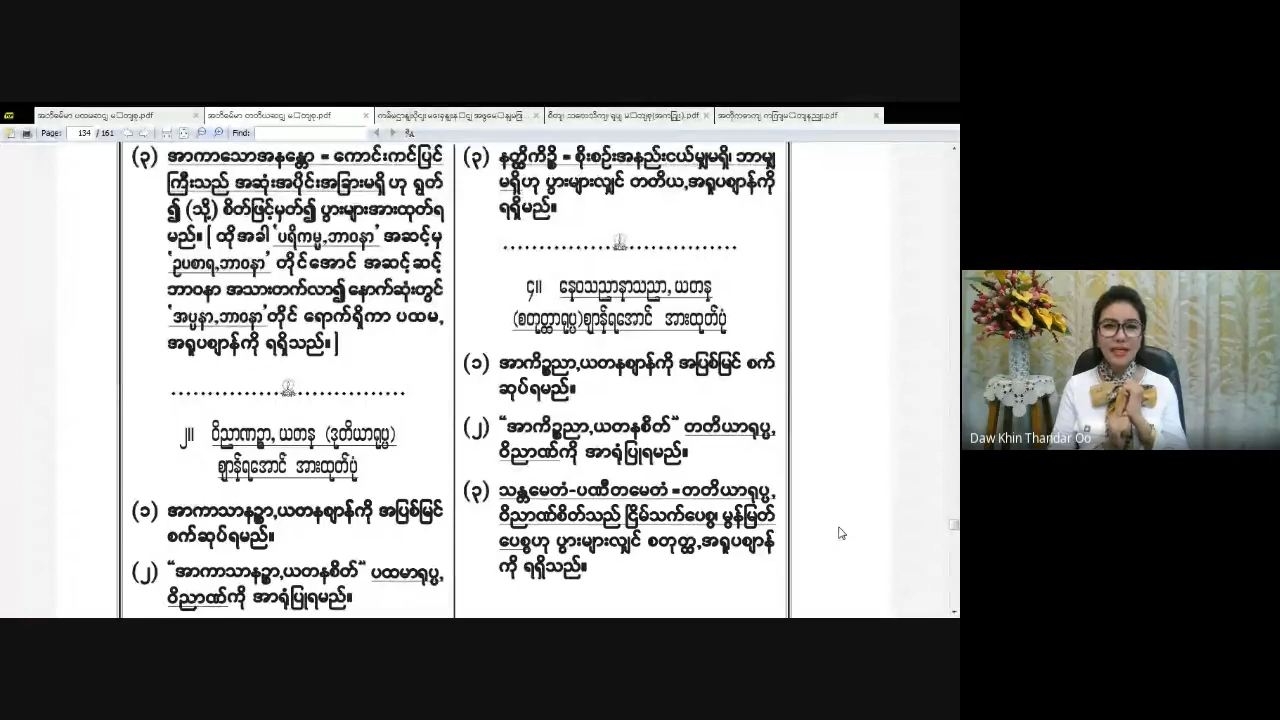 အဘိဓမ္မာ ပထမဆင့်
Page: 134 / 161 Find:
(၃) အာကာသောအနန္တော = ကောင်းကင်ပြင်
ကြီးသည် အဆုံးအပိုင်းအခြားမရှိ ဟု ရွတ်
၍ (သို့) စိတ်ဖြင့်မှတ်၍ ပွားများအားထုတ်ရ
မည်။ [ ထိုအခါ ‘ပရိကမ္မ,ဘာဝနာ’ အဆင့်မှ
‘ဥပစာရ,ဘာဝနာ’ တိုင်အောင် အဆင့်ဆင့်
ဘာဝနာ အသားတက်လာ၍ နောက်ဆုံးတွင်
‘အပ္ပနာ,ဘာဝနာ’တိုင် ရောက်ရှိကာ ပထမ,
အရူပဈာန်ကို ရရှိသည်။ ]
၂။ ဝိညာဏဉ္စာ,ယတန (ဒုတိယာရုပ္ပ)
ဈာန်ရအောင် အားထုတ်ပုံ
(၁) အာကာသာနဉ္စာ,ယတနဈာန်ကို အပြစ်မြင်
စက်ဆုပ်ရမည်။
(၂) “အာကာသာနဉ္စာ,ယတနစိတ်” ပထမာရုပ္ပ,
ဝိညာဏ်ကို အာရုံပြုရမည်။
(၃) နတ္ထိကိဉ္စိ = စိုးစဉ်းအနည်းငယ်မျှမရှိ၊ ဘာမျှ
မရှိဟု ပွားများလျှင် တတိယ,အရူပဈာန်ကို
ရရှိမည်။
၄။ နေဝသညာနာသညာ,ယတန
(စတုတ္ထာရုပ္ပ)ဈာန်ရအောင် အားထုတ်ပုံ
(၁) အာကိဉ္စညာ,ယတနဈာန်ကို အပြစ်မြင် စက်
ဆုပ်ရမည်။
(၂) “အာကိဉ္စညာ,ယတနစိတ်” တတိယာရုပ္ပ,
ဝိညာဏ်ကို အာရုံပြုရမည်။
(၃) သန္တမေတံ-ပဏီတမေတံ = တတိယာရုပ္ပ,
ဝိညာဏ်စိတ်သည် ငြိမ်သက်ပေစွ၊ မွန်မြတ်
ပေစွဟု ပွားများလျှင် စတုတ္ထ,အရူပဈာန်
ကို ရရှိသည်။
Daw Khin Thandar Oo